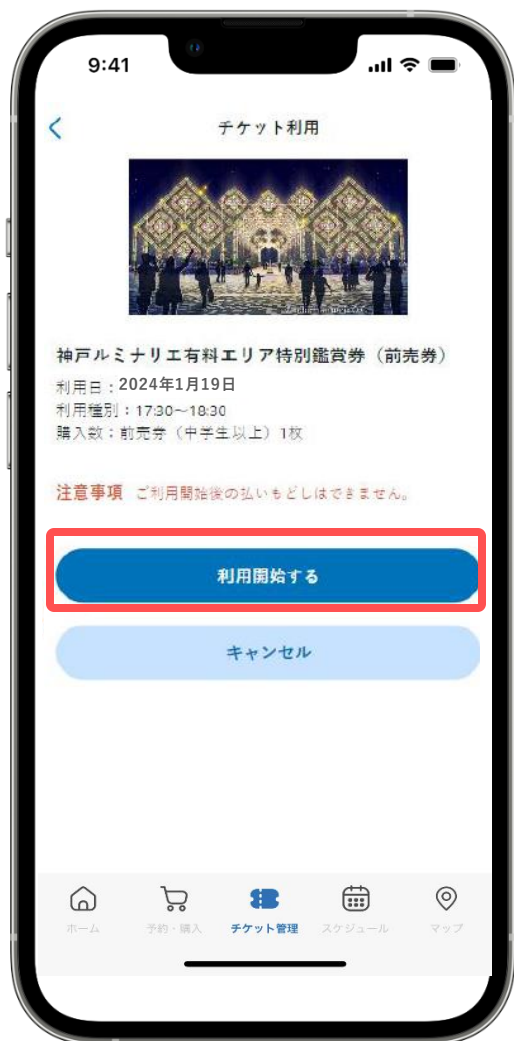 9:41
チケット利用
神戸ルミナリエ有料エリア特別鑑賞券（前売券）
利用日：2024年1月19日
利用種別：17:30～18:30
購入数：前売券（中学生以上）1枚
注意事項 ご利用開始後の払いもどしはできません。
利用開始する
キャンセル
ホーム 予約・購入 チケット管理 スケジュール マップ